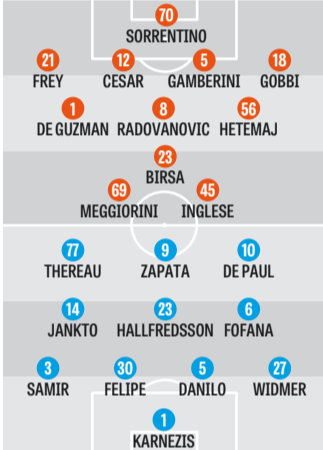 70
SORRENTINO
21 12 5 18
FREY CESAR GAMBERINI GOBBI
1 8 56
DE GUZMAN RADOVANOVIC HETEMAJ
23
BIRSA
69 45
MEGGIORINI INGLESE
77 9 10
THEREAU ZAPATA DE PAUL
14 23 6
JANKTO HALLFREDSSON FOFANA
3 30 5 27
SAMIR FELIPE DANILO WIDMER
1
KARNEZIS